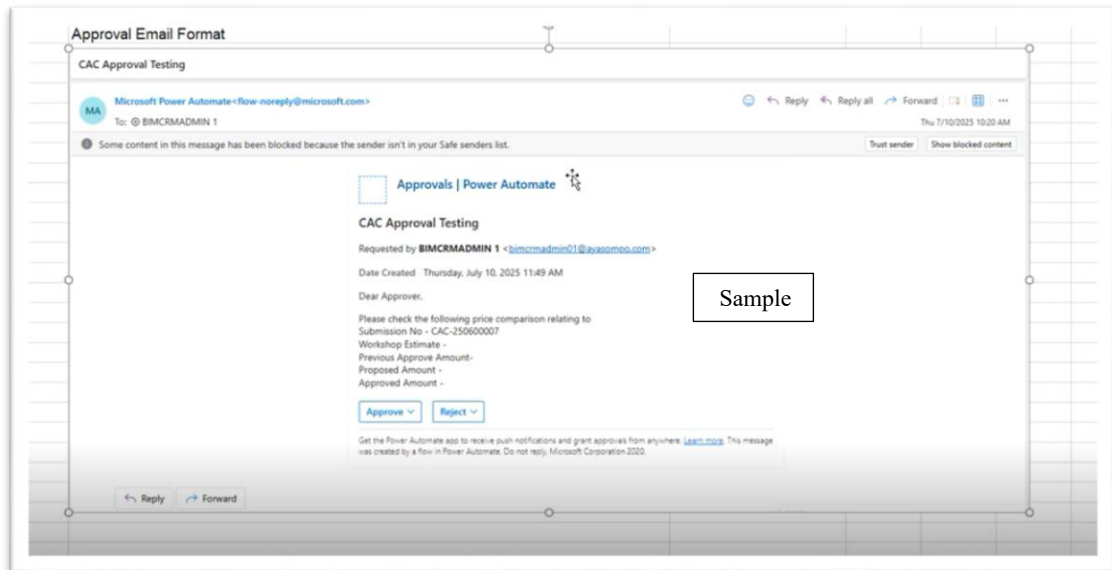 Approval Email Format
CAC Approval Testing
MA
Microsoft Power Automate<flow-noreply@microsoft.com>
To: BIMCRMADMIN 1
Reply Reply all Forward
Thu 7/10/2025 10:20 AM
Some content in this message has been blocked because the sender isn't in your Safe senders list.
Trust sender Show blocked content
Approvals | Power Automate
CAC Approval Testing
Requested by BIMCRMADMIN 1 <bimcrmadmin01@ayasompo.com>
Date Created Thursday, July 10, 2025 11:49 AM
Sample
Dear Approver,
Please check the following price comparison relating to
Submission No - CAC-250600007
Workshop Estimate -
Previous Approve Amount-
Proposed Amount -
Approved Amount -
Approve Reject
Get the Power Automate app to receive push notifications and grant approvals from anywhere. Learn more. This message
was created by a flow in Power Automate. Do not reply. Microsoft Corporation 2020.
Reply Forward